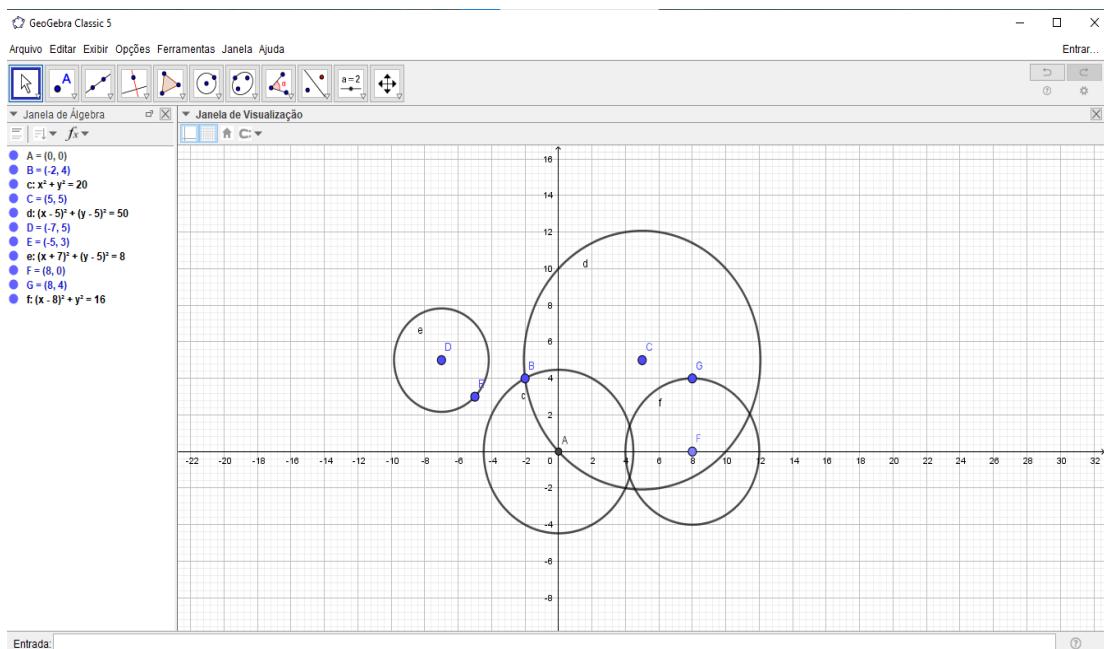 GeoGebra Classic 5
Arquivo Editar Exibir Opções Ferramentas Janela Ajuda
Entrar...
A
a=2
Janela de Álgebra
Janela de Visualização
A = (0, 0)
B = (-2, 4)
c: x² + y² = 20
C = (5, 5)
d: (x - 5)² + (y - 5)² = 50
D = (-7, 5)
E = (-5, 3)
e: (x + 7)² + (y - 5)² = 8
F = (8, 0)
G = (8, 4)
f: (x - 8)² + y² = 16
16
14
12
10
8
6
4
2
0
-2
-4
-6
-8
d
e
D
B
C
G
E
c
f
A
F
-22 -20 -18 -16 -14 -12 -10 -8 -6 -4 -2 0 2 4 6 8 10 12 14 16 18 20 22 24 26 28 30 32
Entrada: